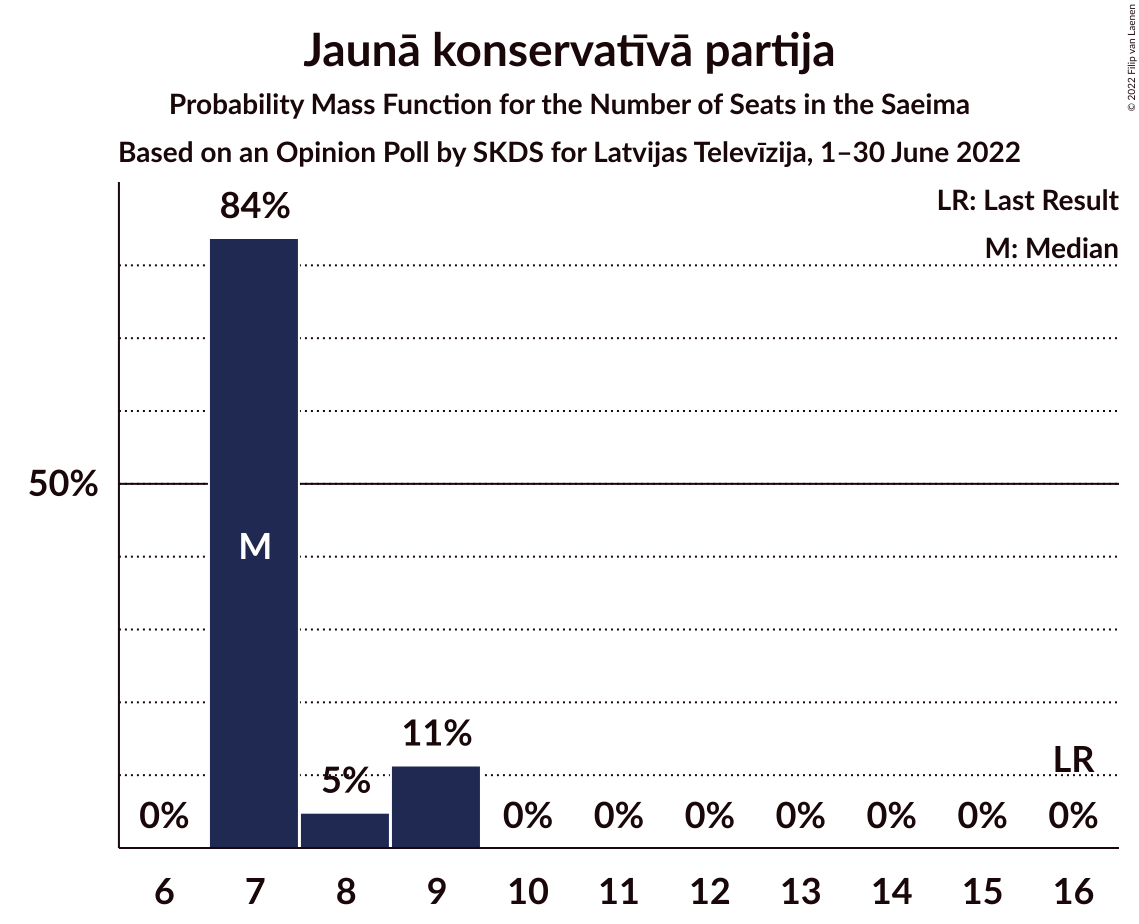 Jaunā konservatīvā partija
Probability Mass Function for the Number of Seats in the Saeima
Based on an Opinion Poll by SKDS for Latvijas Televīzija, 1–30 June 2022
© 2022 Filip van Laenen
LR: Last Result
M: Median
84%
50%
M
11%
5%
LR
0%
0%
0%
0%
0%
0%
0%
0%
6 7 8 9 10 11 12 13 14 15 16